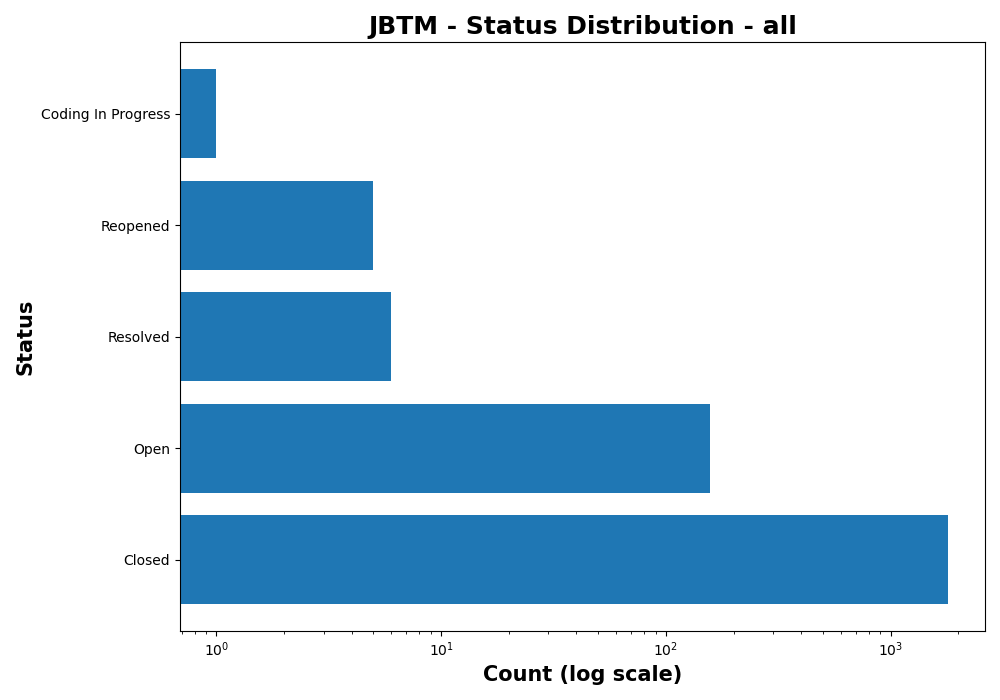 JBTM - Status Distribution - all
Coding In Progress
Reopened
Resolved
Open
Closed
Status
10⁰ 10¹ 10² 10³
Count (log scale)